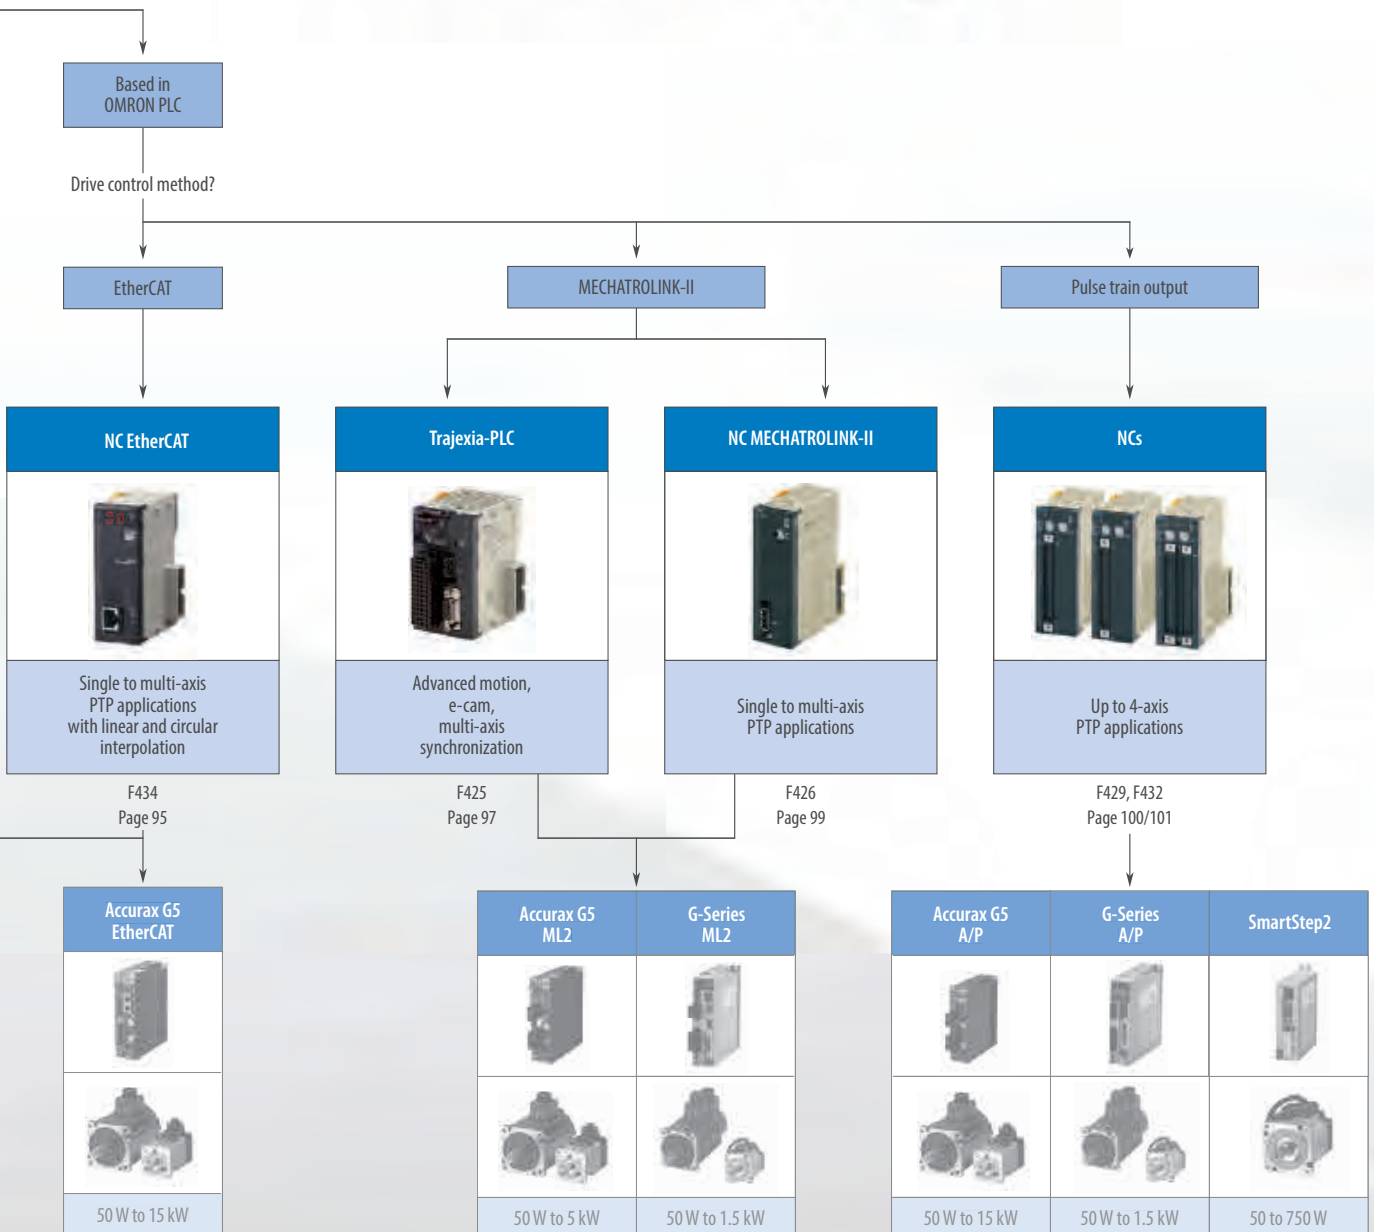 Based in
OMRON PLC
Drive control method?
EtherCAT
MECHATROLINK-II
Pulse train output
NC EtherCAT
Trajexia-PLC
NC MECHATROLINK-II
NCs
Single to multi-axis
PTP applications
with linear and circular
interpolation
Advanced motion,
e-cam,
multi-axis
synchronization
Single to multi-axis
PTP applications
Up to 4-axis
PTP applications
F434
Page 95
F425
Page 97
F426
Page 99
F429, F432
Page 100/101
Accurax G5
EtherCAT
Accurax G5
ML2
G-Series
ML2
Accurax G5
A/P
G-Series
A/P
SmartStep2
50 W to 15 kW
50 W to 5 kW
50 W to 1.5 kW
50 W to 15 kW
50 W to 1.5 kW
50 to 750 W